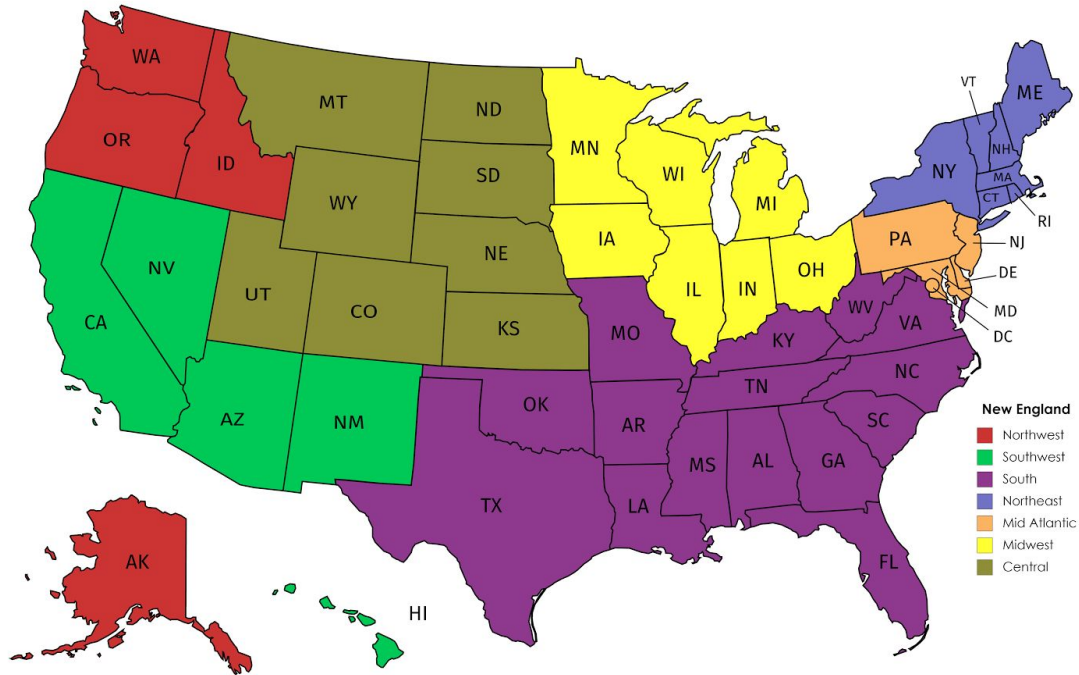 WA
OR
ID
MT
ND
SD
WY
NE
MN
WI
MI
IA
IL
IN
OH
NY
VT
NH
ME
MA
CT
RI
PA
NJ
DE
MD
DC
CA
NV
UT
CO
KS
AZ
NM
MO
KY
WV
VA
TN
NC
SC
OK
AR
TX
LA
MS
AL
GA
FL
AK
HI
New England
Northwest
Southwest
South
Northeast
Mid Atlantic
Midwest
Central